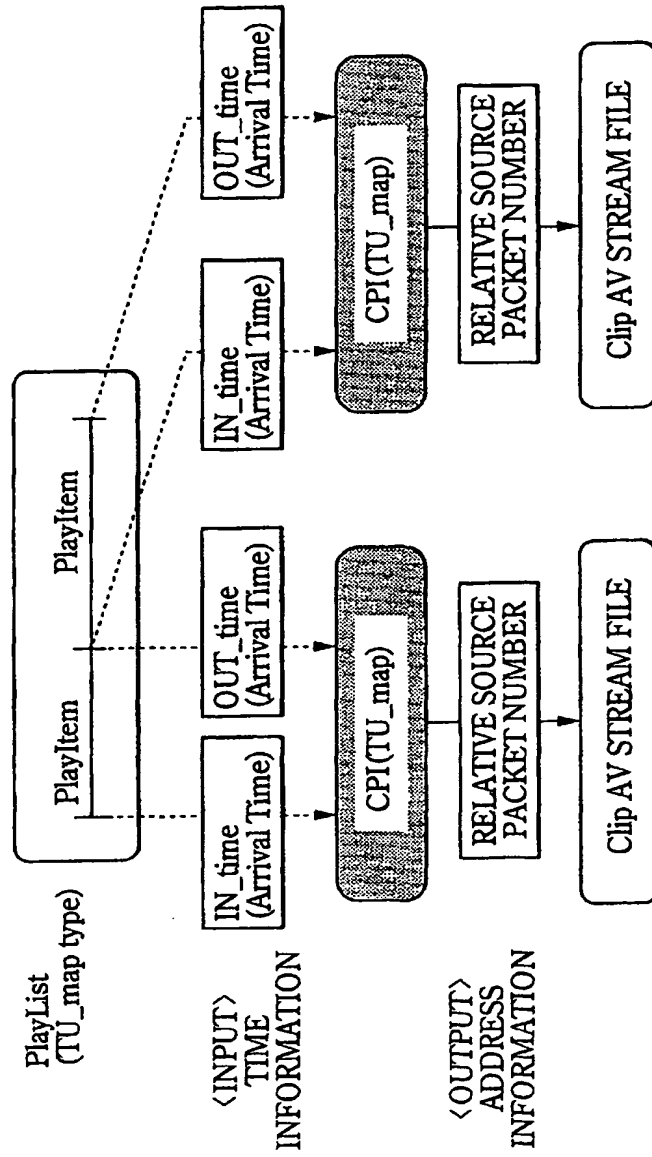 PlayList
(TU_map type)
PlayItem
PlayItem
<INPUT>
TIME
INFORMATION
IN_time
(Arrival Time)
OUT_time
(Arrival Time)
IN_time
(Arrival Time)
OUT_time
(Arrival Time)
CPI(TU_map)
CPI(TU_map)
<OUTPUT>
ADDRESS
INFORMATION
RELATIVE SOURCE
PACKET NUMBER
RELATIVE SOURCE
PACKET NUMBER
Clip AV STREAM FILE
Clip AV STREAM FILE